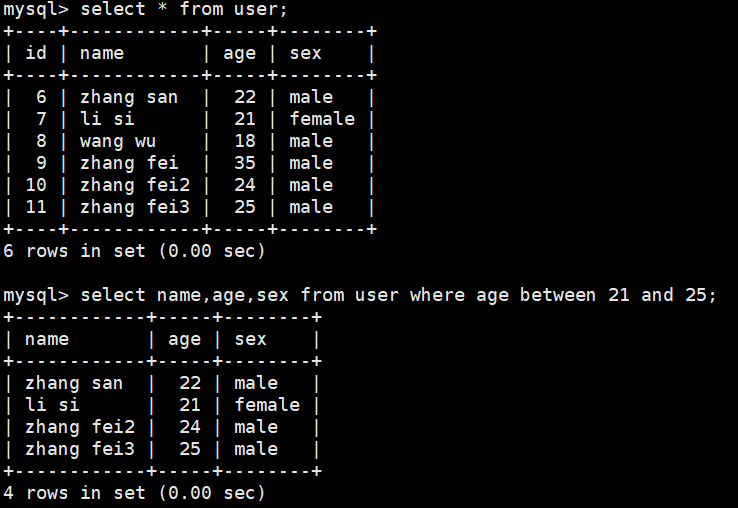 mysql> select * from user;
+----+------------+-----+--------+
| id | name       | age | sex    |
+----+------------+-----+--------+
|  6 | zhang san  |  22 | male   |
|  7 | li si      |  21 | female |
|  8 | wang wu    |  18 | male   |
|  9 | zhang fei  |  35 | male   |
| 10 | zhang fei2 |  24 | male   |
| 11 | zhang fei3 |  25 | male   |
+----+------------+-----+--------+
6 rows in set (0.00 sec)

mysql> select name,age,sex from user where age between 21 and 25;
+------------+-----+--------+
| name       | age | sex    |
+------------+-----+--------+
| zhang san  |  22 | male   |
| li si      |  21 | female |
| zhang fei2 |  24 | male   |
| zhang fei3 |  25 | male   |
+------------+-----+--------+
4 rows in set (0.00 sec)